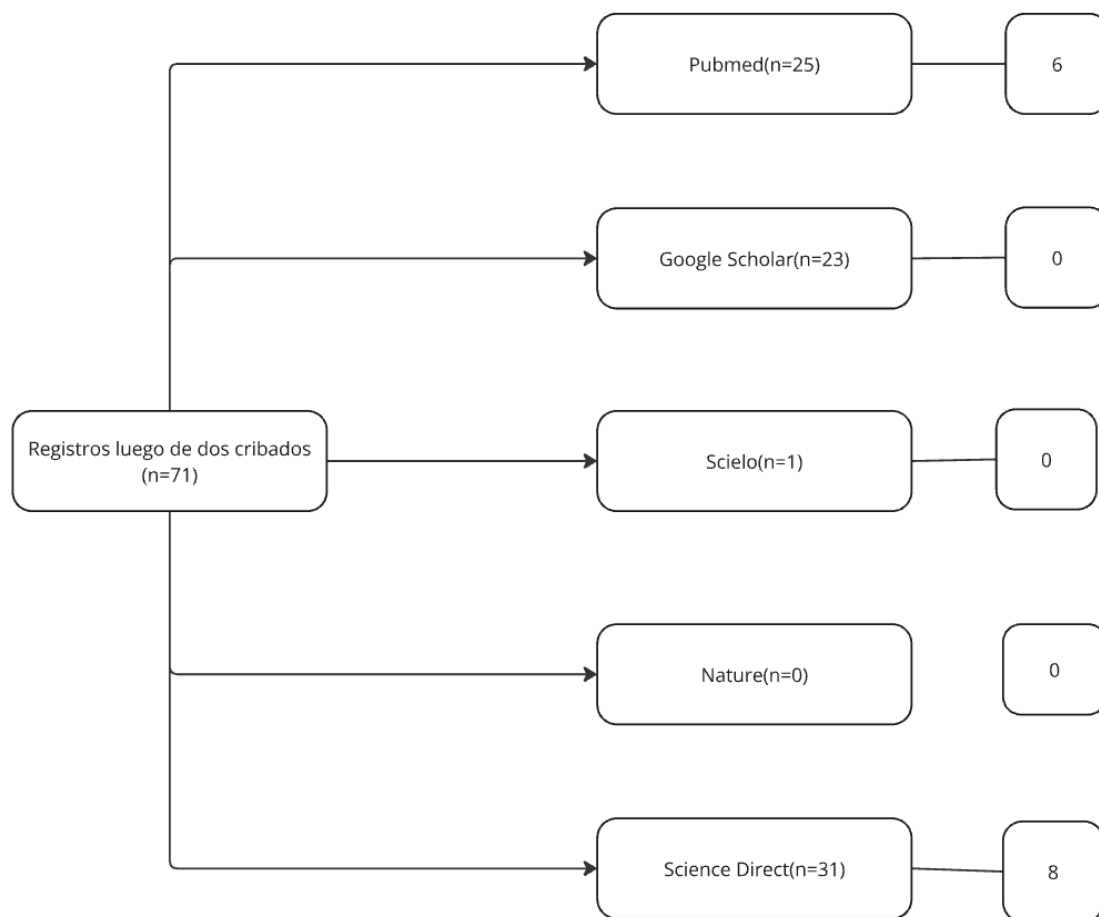 Pubmed(n=25)
6
Google Scholar(n=23)
0
Registros luego de dos cribados
(n=71)
Scielo(n=1)
0
Nature(n=0)
0
Science Direct(n=31)
8